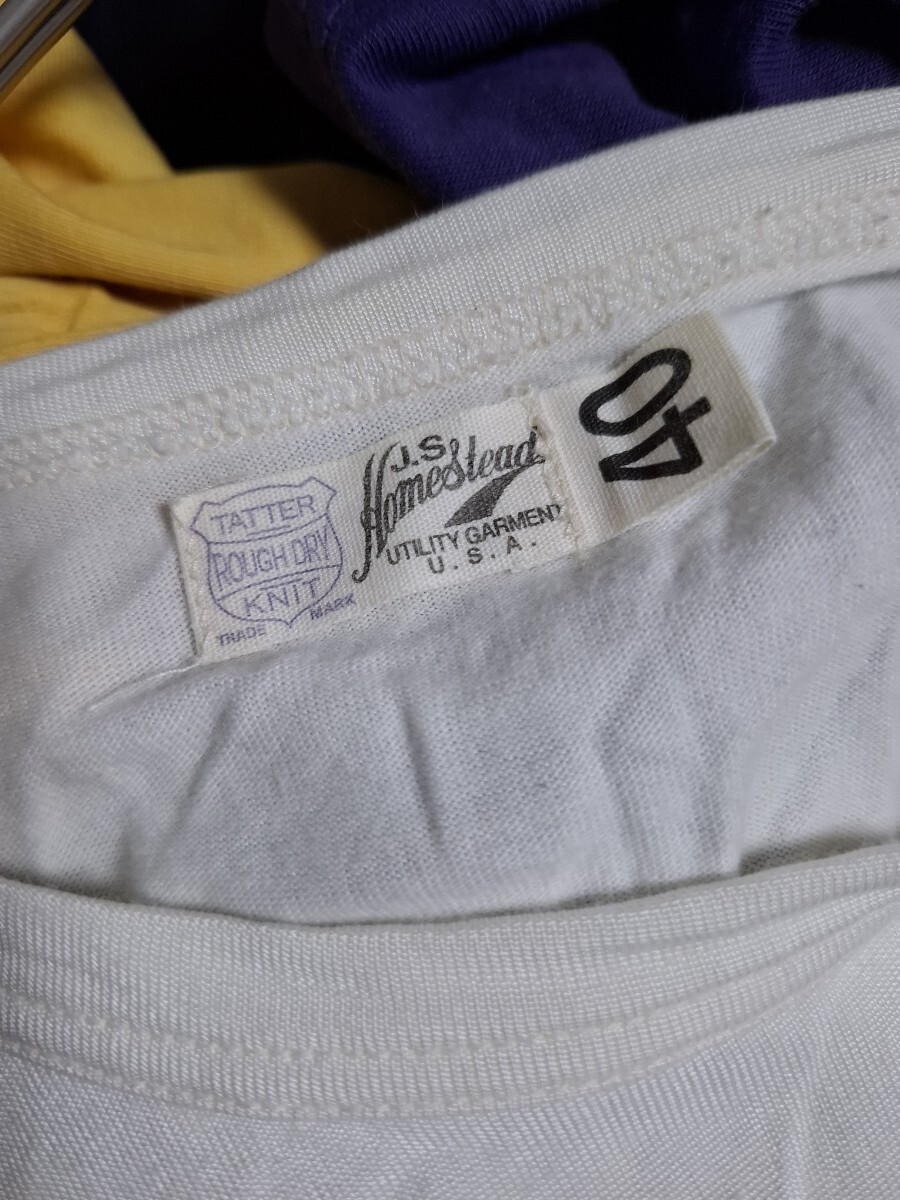 TATTER
ROUGH DRY
KNIT
TRADE MARK
J.S.
Homestead
UTILITY GARMENT
U.S.A.
40